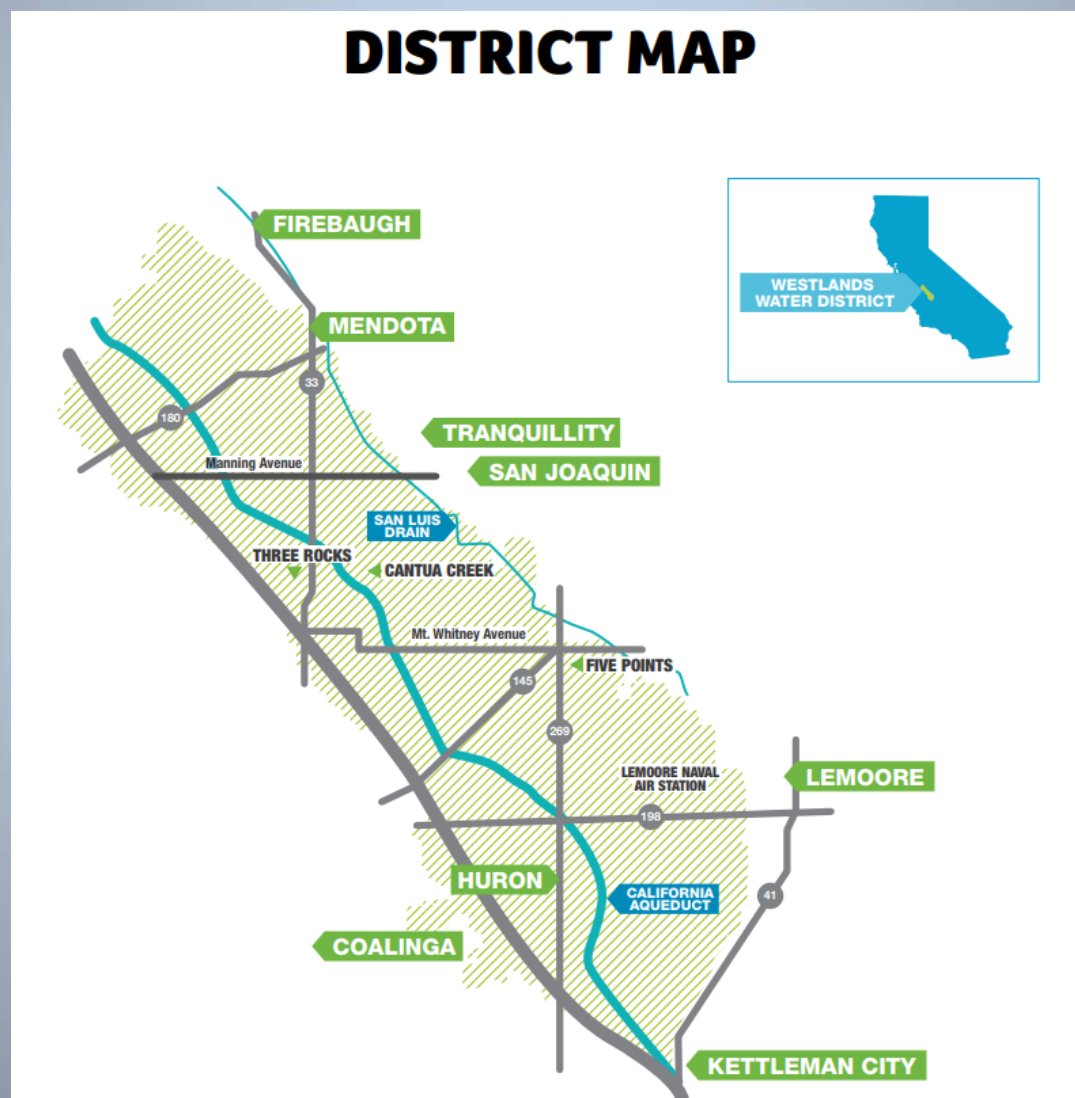 DISTRICT MAP
FIREBAUGH
WESTLANDS
WATER DISTRICT
MENDOTA
33
180
TRANQUILLITY
Manning Avenue
SAN JOAQUIN
SAN LUIS
DRAIN
THREE ROCKS
CANTUA CREEK
Mt. Whitney Avenue
FIVE POINTS
145
269
LEMOORE NAVAL
AIR STATION
LEMOORE
198
HURON
CALIFORNIA
AQUEDUCT
41
COALINGA
KETTLEMAN CITY